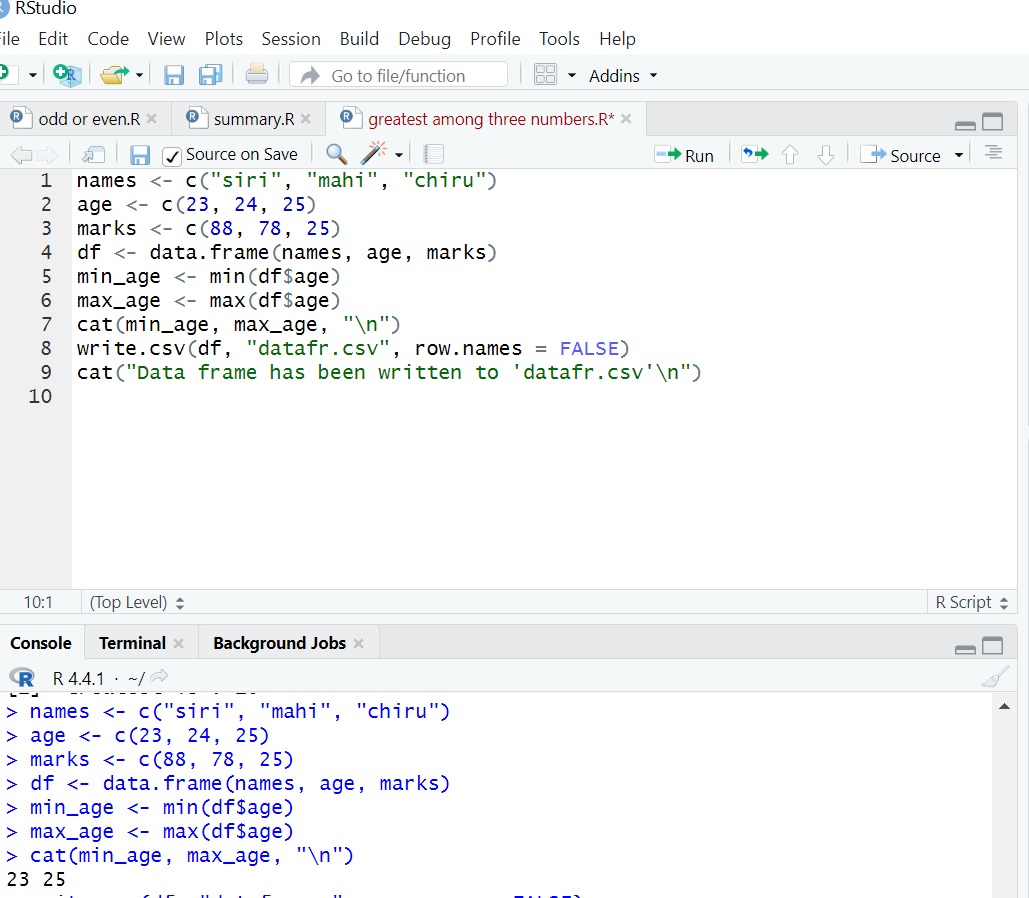 RStudio
ile Edit Code View Plots Session Build Debug Profile Tools Help
Go to file/function Addins
odd or even.R summary.R greatest among three numbers.R*
Source on Save Run Source
1 names <- c("siri", "mahi", "chiru")
2 age <- c(23, 24, 25)
3 marks <- c(88, 78, 25)
4 df <- data.frame(names, age, marks)
5 min_age <- min(df$age)
6 max_age <- max(df$age)
7 cat(min_age, max_age, "\n")
8 write.csv(df, "datafr.csv", row.names = FALSE)
9 cat("Data frame has been written to 'datafr.csv'\n")
10
10:1 (Top Level) R Script
Console Terminal Background Jobs
R 4.4.1 · ~/
> names <- c("siri", "mahi", "chiru")
> age <- c(23, 24, 25)
> marks <- c(88, 78, 25)
> df <- data.frame(names, age, marks)
> min_age <- min(df$age)
> max_age <- max(df$age)
> cat(min_age, max_age, "\n")
23 25